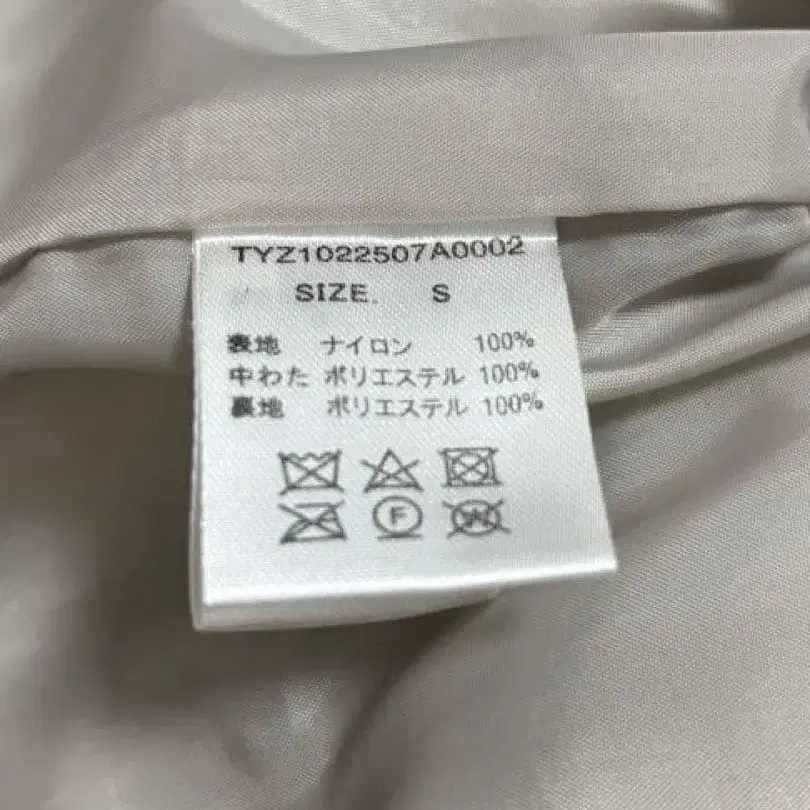 TYZ1022507A0002
SIZE. S
表地 ナイロン 100%
中わた ポリエステル 100%
裏地 ポリエステル 100%
F
W